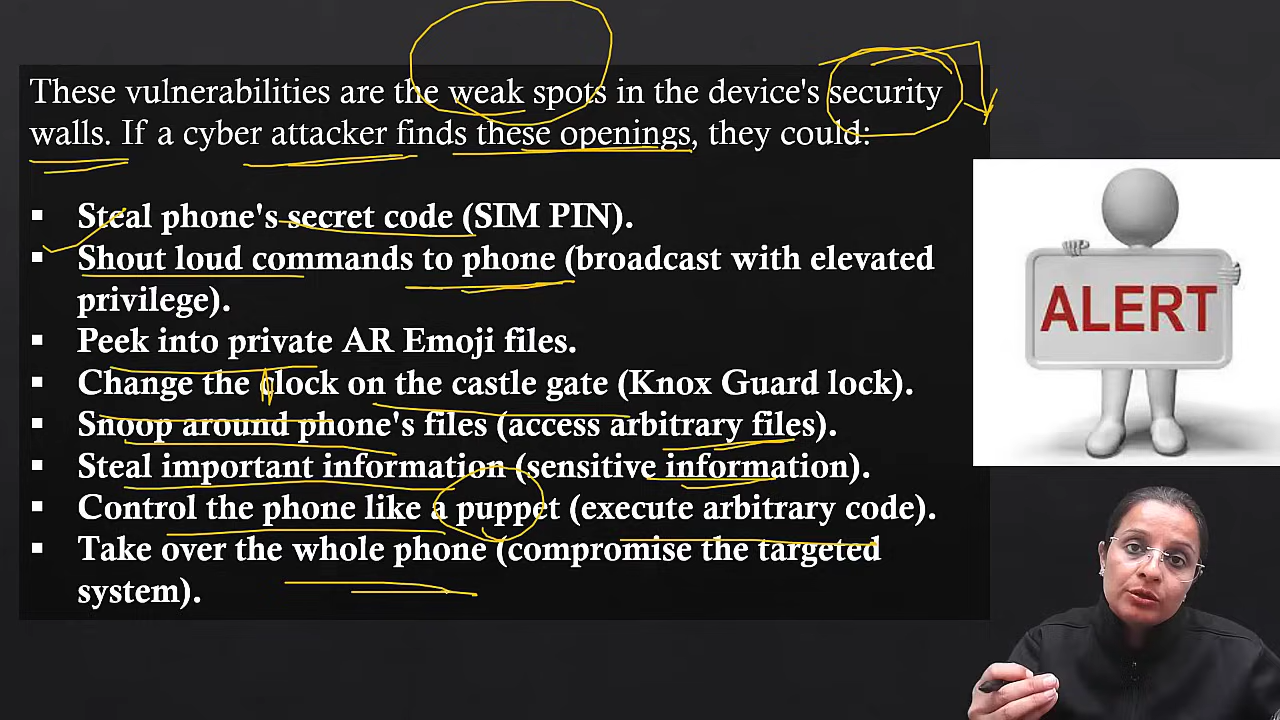 These vulnerabilities are the weak spots in the device's security
walls. If a cyber attacker finds these openings, they could:
▪ Steal phone's secret code (SIM PIN).
▪ Shout loud commands to phone (broadcast with elevated
privilege).
▪ Peek into private AR Emoji files.
▪ Change the clock on the castle gate (Knox Guard lock).
▪ Snoop around phone's files (access arbitrary files).
▪ Steal important information (sensitive information).
▪ Control the phone like a puppet (execute arbitrary code).
▪ Take over the whole phone (compromise the targeted
system).
ALERT